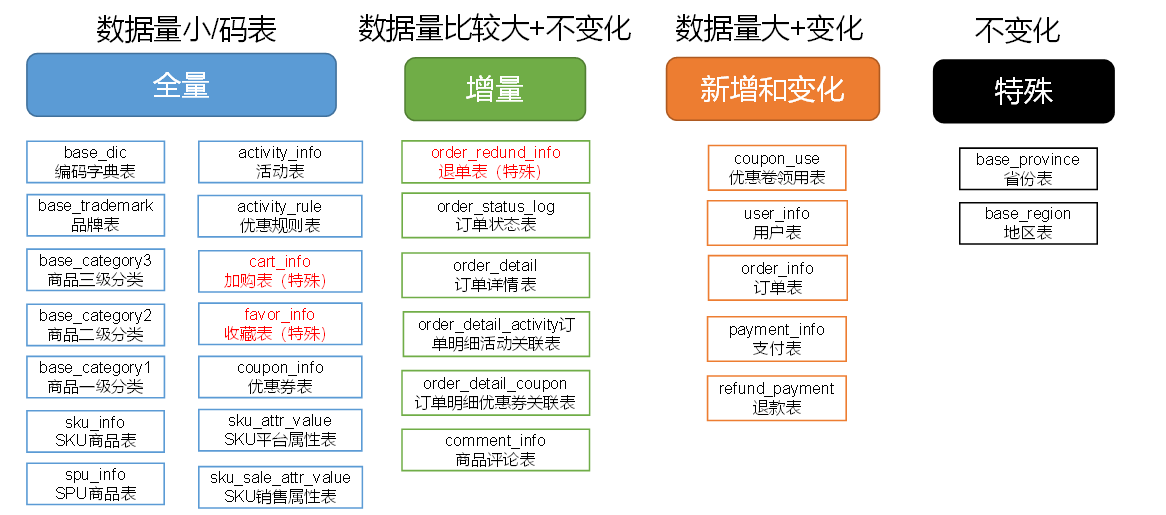 数据量小/码表
数据量比较大+不变化
数据量大+变化
不变化
全量
增量
新增和变化
特殊
base_dic
编码字典表
base_trademark
品牌表
base_category3
商品三级分类
base_category2
商品二级分类
base_category1
商品一级分类
sku_info
SKU商品表
spu_info
SPU商品表
activity_info
活动表
activity_rule
优惠规则表
cart_info
加购表（特殊）
favor_info
收藏表（特殊）
coupon_info
优惠券表
sku_attr_value
SKU平台属性表
sku_sale_attr_value
SKU销售属性表
order_redund_info
退单表（特殊）
order_status_log
订单状态表
order_detail
订单详情表
order_detail_activity订
单明细活动关联表
order_detail_coupon
订单明细优惠券关联表
comment_info
商品评论表
coupon_use
优惠卷领用表
user_info
用户表
order_info
订单表
payment_info
支付表
refund_payment
退款表
base_province
省份表
base_region
地区表